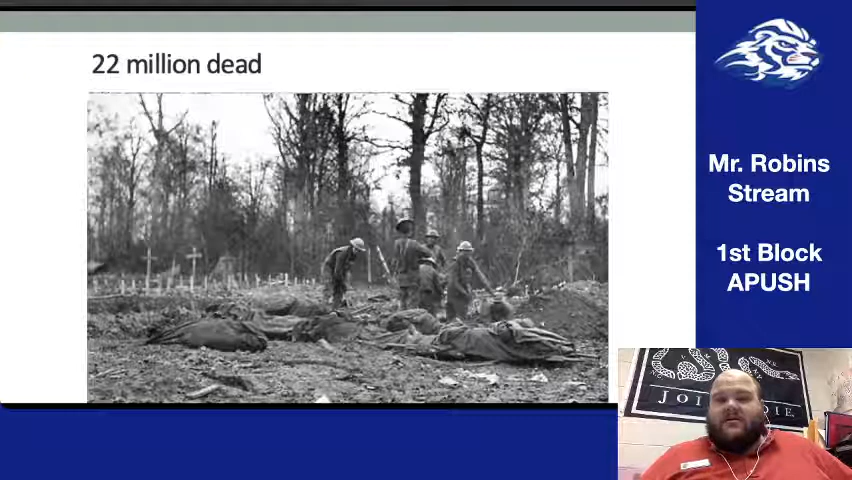 22 million dead
Mr. Robins
Stream
1st Block
APUSH
JOIN
DIE